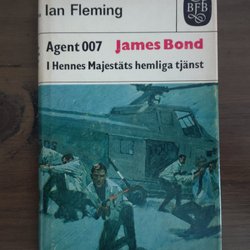 Ian Fleming
BFB
Agent 007 James Bond
I Hennes Majestäts hemliga tjänst